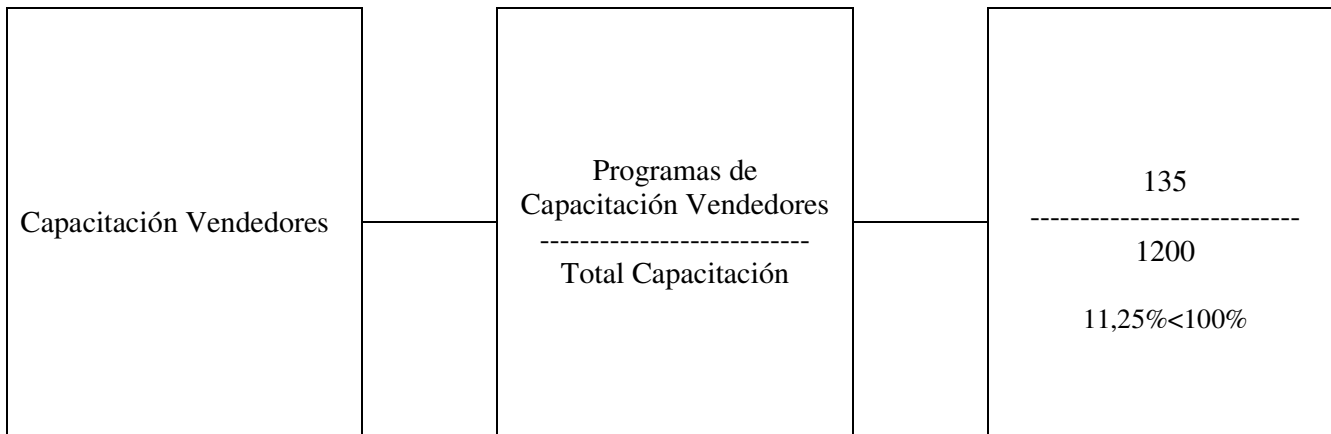 Capacitación Vendedores
Programas de
Capacitación Vendedores
---------------------------
Total Capacitación
135
---------------------------
1200
11,25%<100%